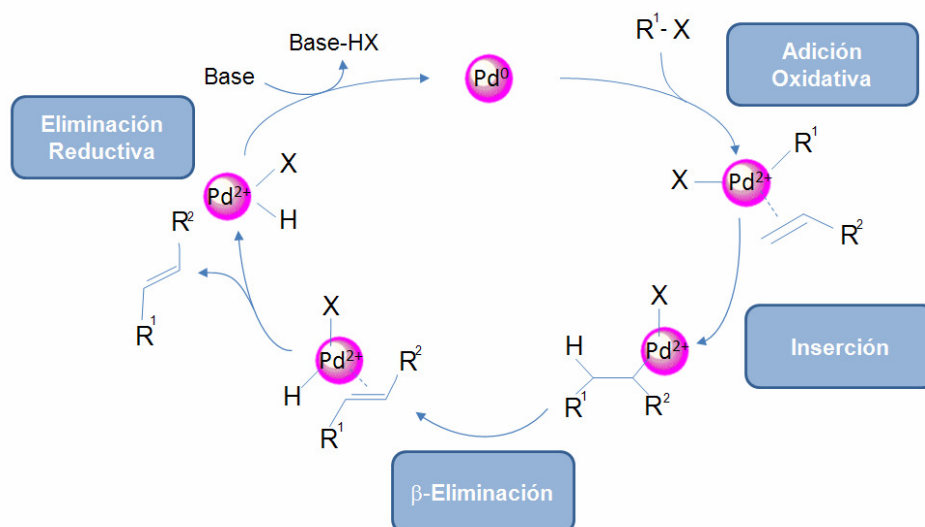 Base-HX
Base
Pd⁰
R¹- X
Adición
Oxidativa
Eliminación
Reductiva
R¹
X
Pd²⁺
R²
X
Pd²⁺
H
R²
R¹
X
Pd²⁺
H
R²
R¹
X
Pd²⁺
H
R¹
R²
Inserción
β-Eliminación